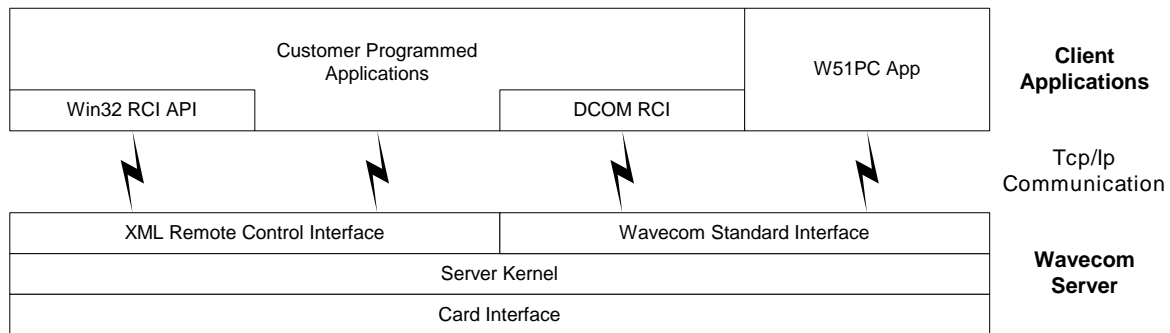 Customer Programmed
Applications
W51PC App
Client
Applications
Win32 RCI API
DCOM RCI
Tcp/Ip
Communication
XML Remote Control Interface
Wavecom Standard Interface
Server Kernel
Wavecom
Server
Card Interface